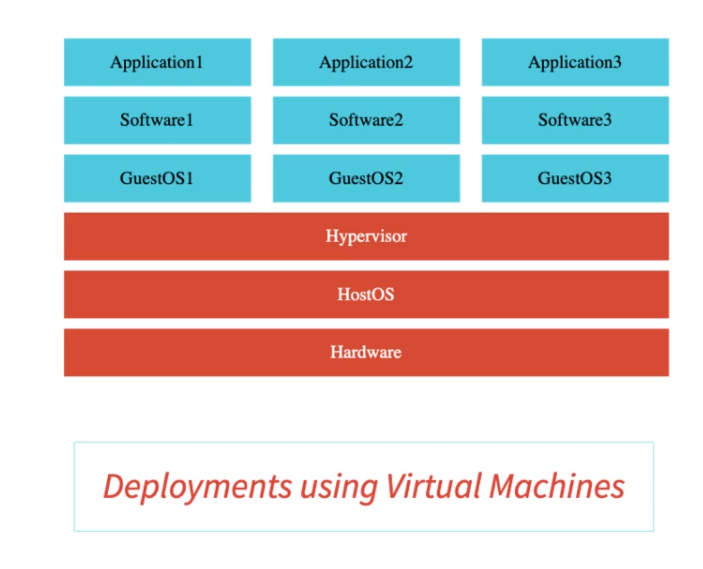 Application1 Application2 Application3
Software1 Software2 Software3
GuestOS1 GuestOS2 GuestOS3
Hypervisor
HostOS
Hardware
Deployments using Virtual Machines